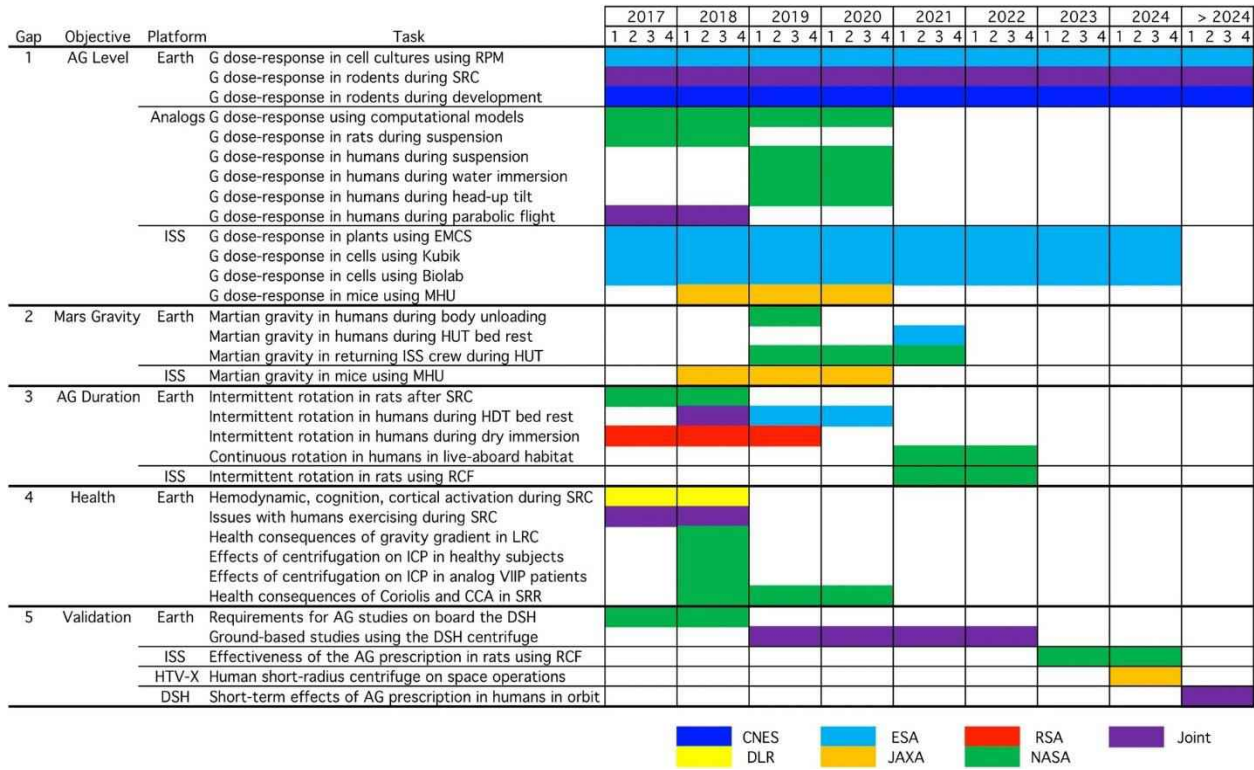 2017 2018 2019 2020 2021 2022 2023 2024 > 2024
Gap Objective Platform Task 1 2 3 4 1 2 3 4 1 2 3 4 1 2 3 4 1 2 3 4 1 2 3 4 1 2 3 4 1 2 3 4 1 2 3 4
1 AG Level Earth G dose-response in cell cultures using RPM
G dose-response in rodents during SRC
G dose-response in rodents during development
Analogs G dose-response using computational models
G dose-response in rats during suspension
G dose-response in humans during suspension
G dose-response in humans during water immersion
G dose-response in humans during head-up tilt
G dose-response in humans during parabolic flight
ISS G dose-response in plants using EMCS
G dose-response in cells using Kubik
G dose-response in cells using Biolab
G dose-response in mice using MHU
2 Mars Gravity Earth Martian gravity in humans during body unloading
Martian gravity in humans during HUT bed rest
Martian gravity in returning ISS crew during HUT
ISS Martian gravity in mice using MHU
3 AG Duration Earth Intermittent rotation in rats after SRC
Intermittent rotation in humans during HDT bed rest
Intermittent rotation in humans during dry immersion
Continuous rotation in humans in live-aboard habitat
ISS Intermittent rotation in rats using RCF
4 Health Earth Hemodynamic, cognition, cortical activation during SRC
Issues with humans exercising during SRC
Health consequences of gravity gradient in LRC
Effects of centrifugation on ICP in healthy subjects
Effects of centrifugation on ICP in analog VIIP patients
Health consequences of Coriolis and CCA in SRR
5 Validation Earth Requirements for AG studies on board the DSH
Ground-based studies using the DSH centrifuge
ISS Effectiveness of the AG prescription in rats using RCF
HTV-X Human short-radius centrifuge on space operations
DSH Short-term effects of AG prescription in humans in orbit
CNES ESA RSA Joint
DLR JAXA NASA